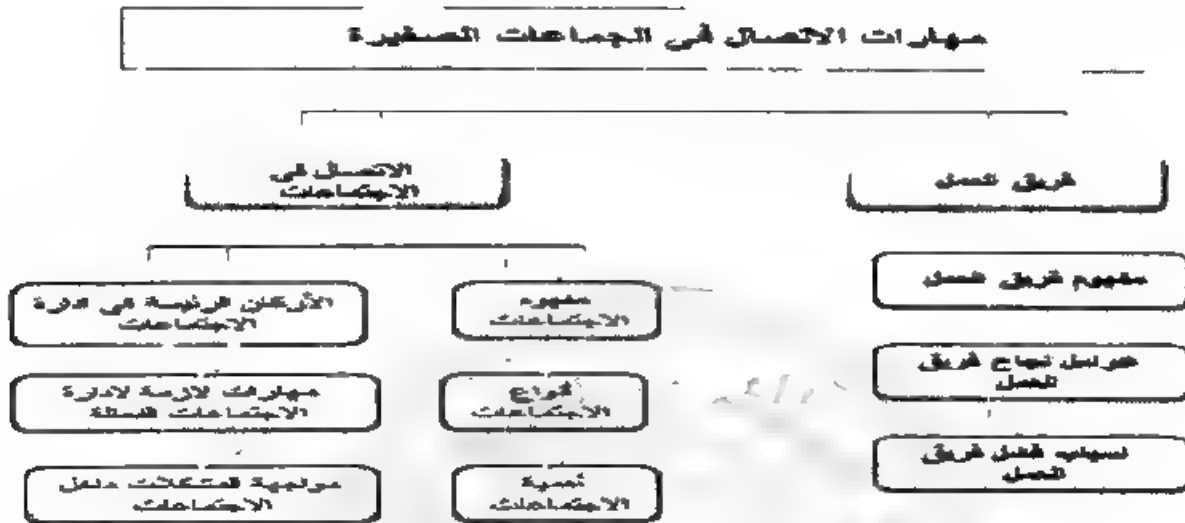 مهارات الاتصال في الجماعات الصغيرة
فريق العمل
الاتصال في
الاجتماعات
مفهوم فريق العمل
عوامل نجاح فريق
العمل
أسباب فشل فريق
العمل
مفهوم
الاجتماعات
أنواع
الاجتماعات
أهمية
الاجتماعات
الأركان الرئيسة في إدارة
الاجتماعات
مهارات لازمة لإدارة
الاجتماعات الفعالة
مواجهة المشكلات داخل
الاجتماعات